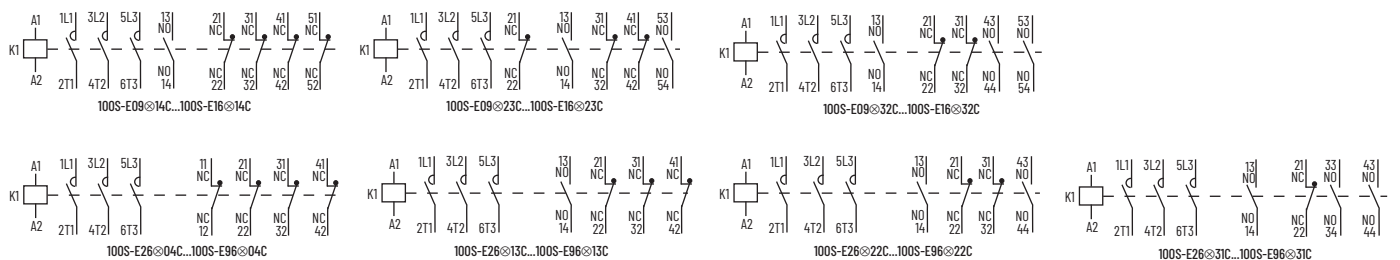 A1 1L1 3L2 5L3 13 21 31 41 51
NO NC NC NC NC
K1
NO NC NC NC NC
A2 2T1 4T2 6T3 14 22 32 42 52
100S-E09⊗14C...100S-E16⊗14C
A1 1L1 3L2 5L3 21 13 31 41 53
NC NO NC NC NO
K1
NC NO NC NC NO
A2 2T1 4T2 6T3 22 14 32 42 54
100S-E09⊗23C...100S-E16⊗23C
A1 1L1 3L2 5L3 13 21 31 43 53
NO NC NC NO NO
K1
NO NC NC NO NO
A2 2T1 4T2 6T3 14 22 32 44 54
100S-E09⊗32C...100S-E16⊗32C
A1 1L1 3L2 5L3 11 21 31 41
NC NC NC NC
K1
NC NC NC NC
A2 2T1 4T2 6T3 12 22 32 42
100S-E26⊗04C...100S-E96⊗04C
A1 1L1 3L2 5L3 13 21 31 41
NO NC NC NC
K1
NO NC NC NC
A2 2T1 4T2 6T3 14 22 32 42
100S-E26⊗13C...100S-E96⊗13C
A1 1L1 3L2 5L3 13 21 31 43
NO NC NC NO
K1
NO NC NC NO
A2 2T1 4T2 6T3 14 22 32 44
100S-E26⊗22C...100S-E96⊗22C
A1 1L1 3L2 5L3 13 21 33 43
NO NC NO NO
K1
NO NC NO NO
A2 2T1 4T2 6T3 14 22 34 44
100S-E26⊗31C...100S-E96⊗31C